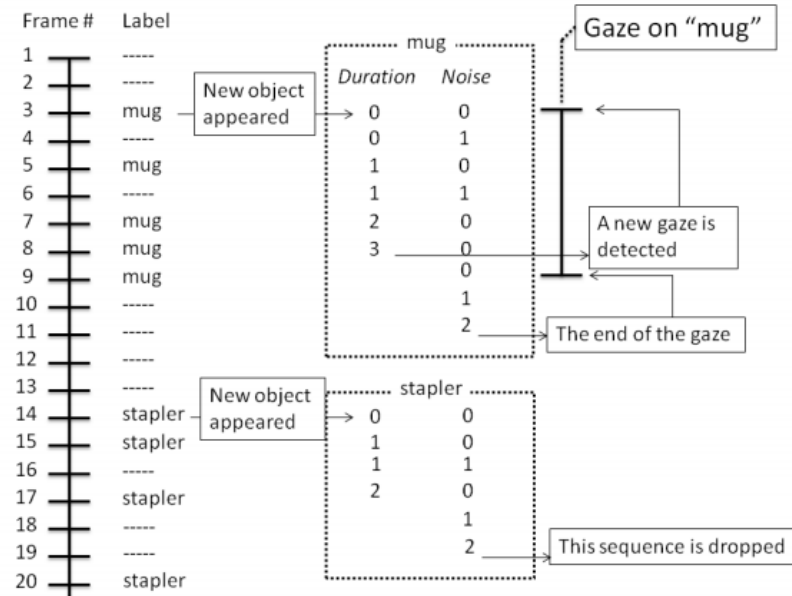 Frame # Label
Gaze on “mug”
mug
1 -----
Duration Noise
2 -----
New object
appeared
3 mug 0 0
4 ----- 0 1
5 mug 1 0
6 ----- 1 1
7 mug 2 0
A new gaze is
detected
8 mug 3 0
9 mug 0
10 ----- 1
11 ----- 2
The end of the gaze
12 -----
13 -----
stapler
New object
appeared
14 stapler 0 0
15 stapler 1 0
16 ----- 1 1
17 stapler 2 0
18 ----- 1
19 ----- 2
This sequence is dropped
20 stapler